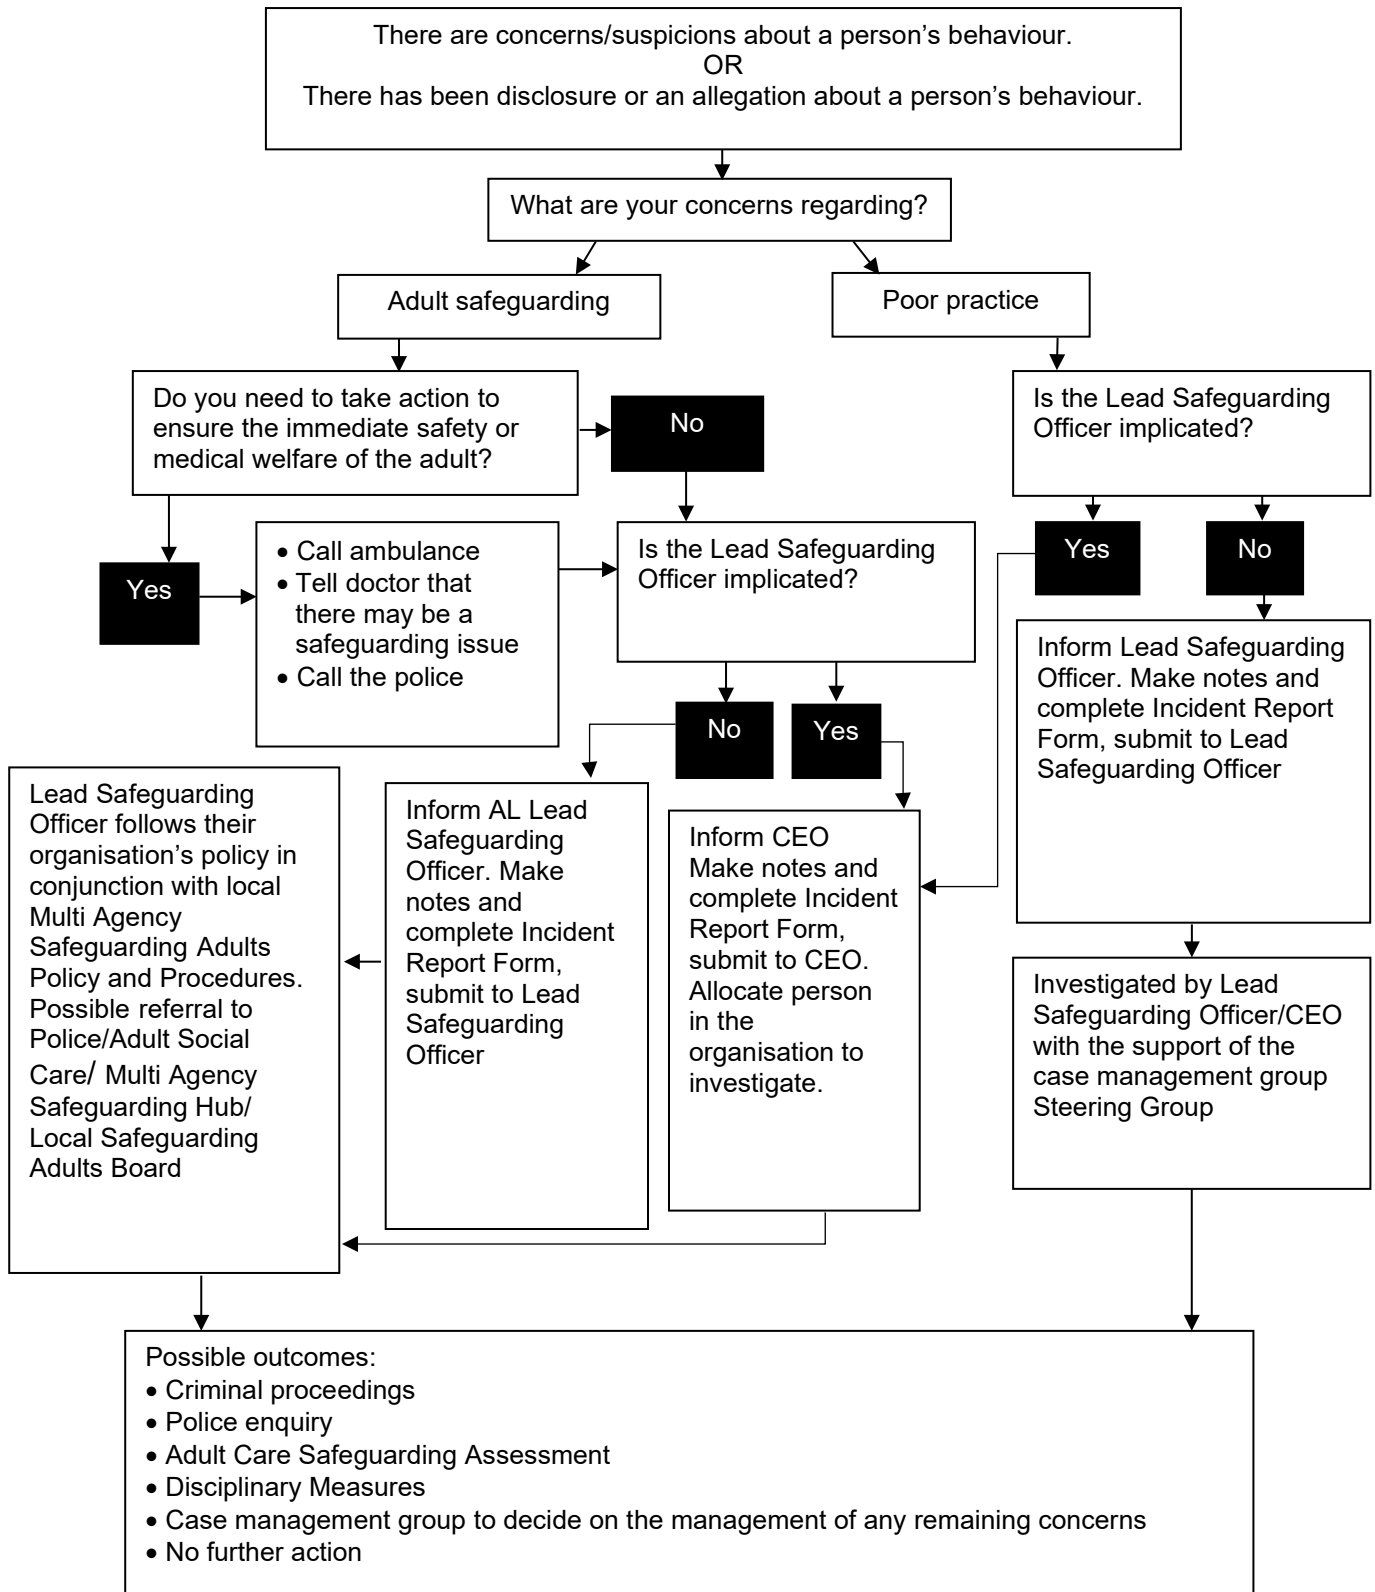 There are concerns/suspicions about a person’s behaviour.
OR
There has been disclosure or an allegation about a person’s behaviour.
What are your concerns regarding?
Adult safeguarding
Poor practice
Do you need to take action to
ensure the immediate safety or
medical welfare of the adult?
No
Is the Lead Safeguarding
Officer implicated?
Yes
• Call ambulance
• Tell doctor that
there may be a
safeguarding issue
• Call the police
Is the Lead Safeguarding
Officer implicated?
Yes
No
No
Yes
Inform Lead Safeguarding
Officer. Make notes and
complete Incident Report
Form, submit to Lead
Safeguarding Officer
Lead Safeguarding
Officer follows their
organisation’s policy in
conjunction with local
Multi Agency
Safeguarding Adults
Policy and Procedures.
Possible referral to
Police/Adult Social
Care/ Multi Agency
Safeguarding Hub/
Local Safeguarding
Adults Board
Inform AL Lead
Safeguarding
Officer. Make
notes and
complete Incident
Report Form,
submit to Lead
Safeguarding
Officer
Inform CEO
Make notes and
complete Incident
Report Form,
submit to CEO.
Allocate person
in the
organisation to
investigate.
Investigated by Lead
Safeguarding Officer/CEO
with the support of the
case management group
Steering Group
Possible outcomes:
• Criminal proceedings
• Police enquiry
• Adult Care Safeguarding Assessment
• Disciplinary Measures
• Case management group to decide on the management of any remaining concerns
• No further action